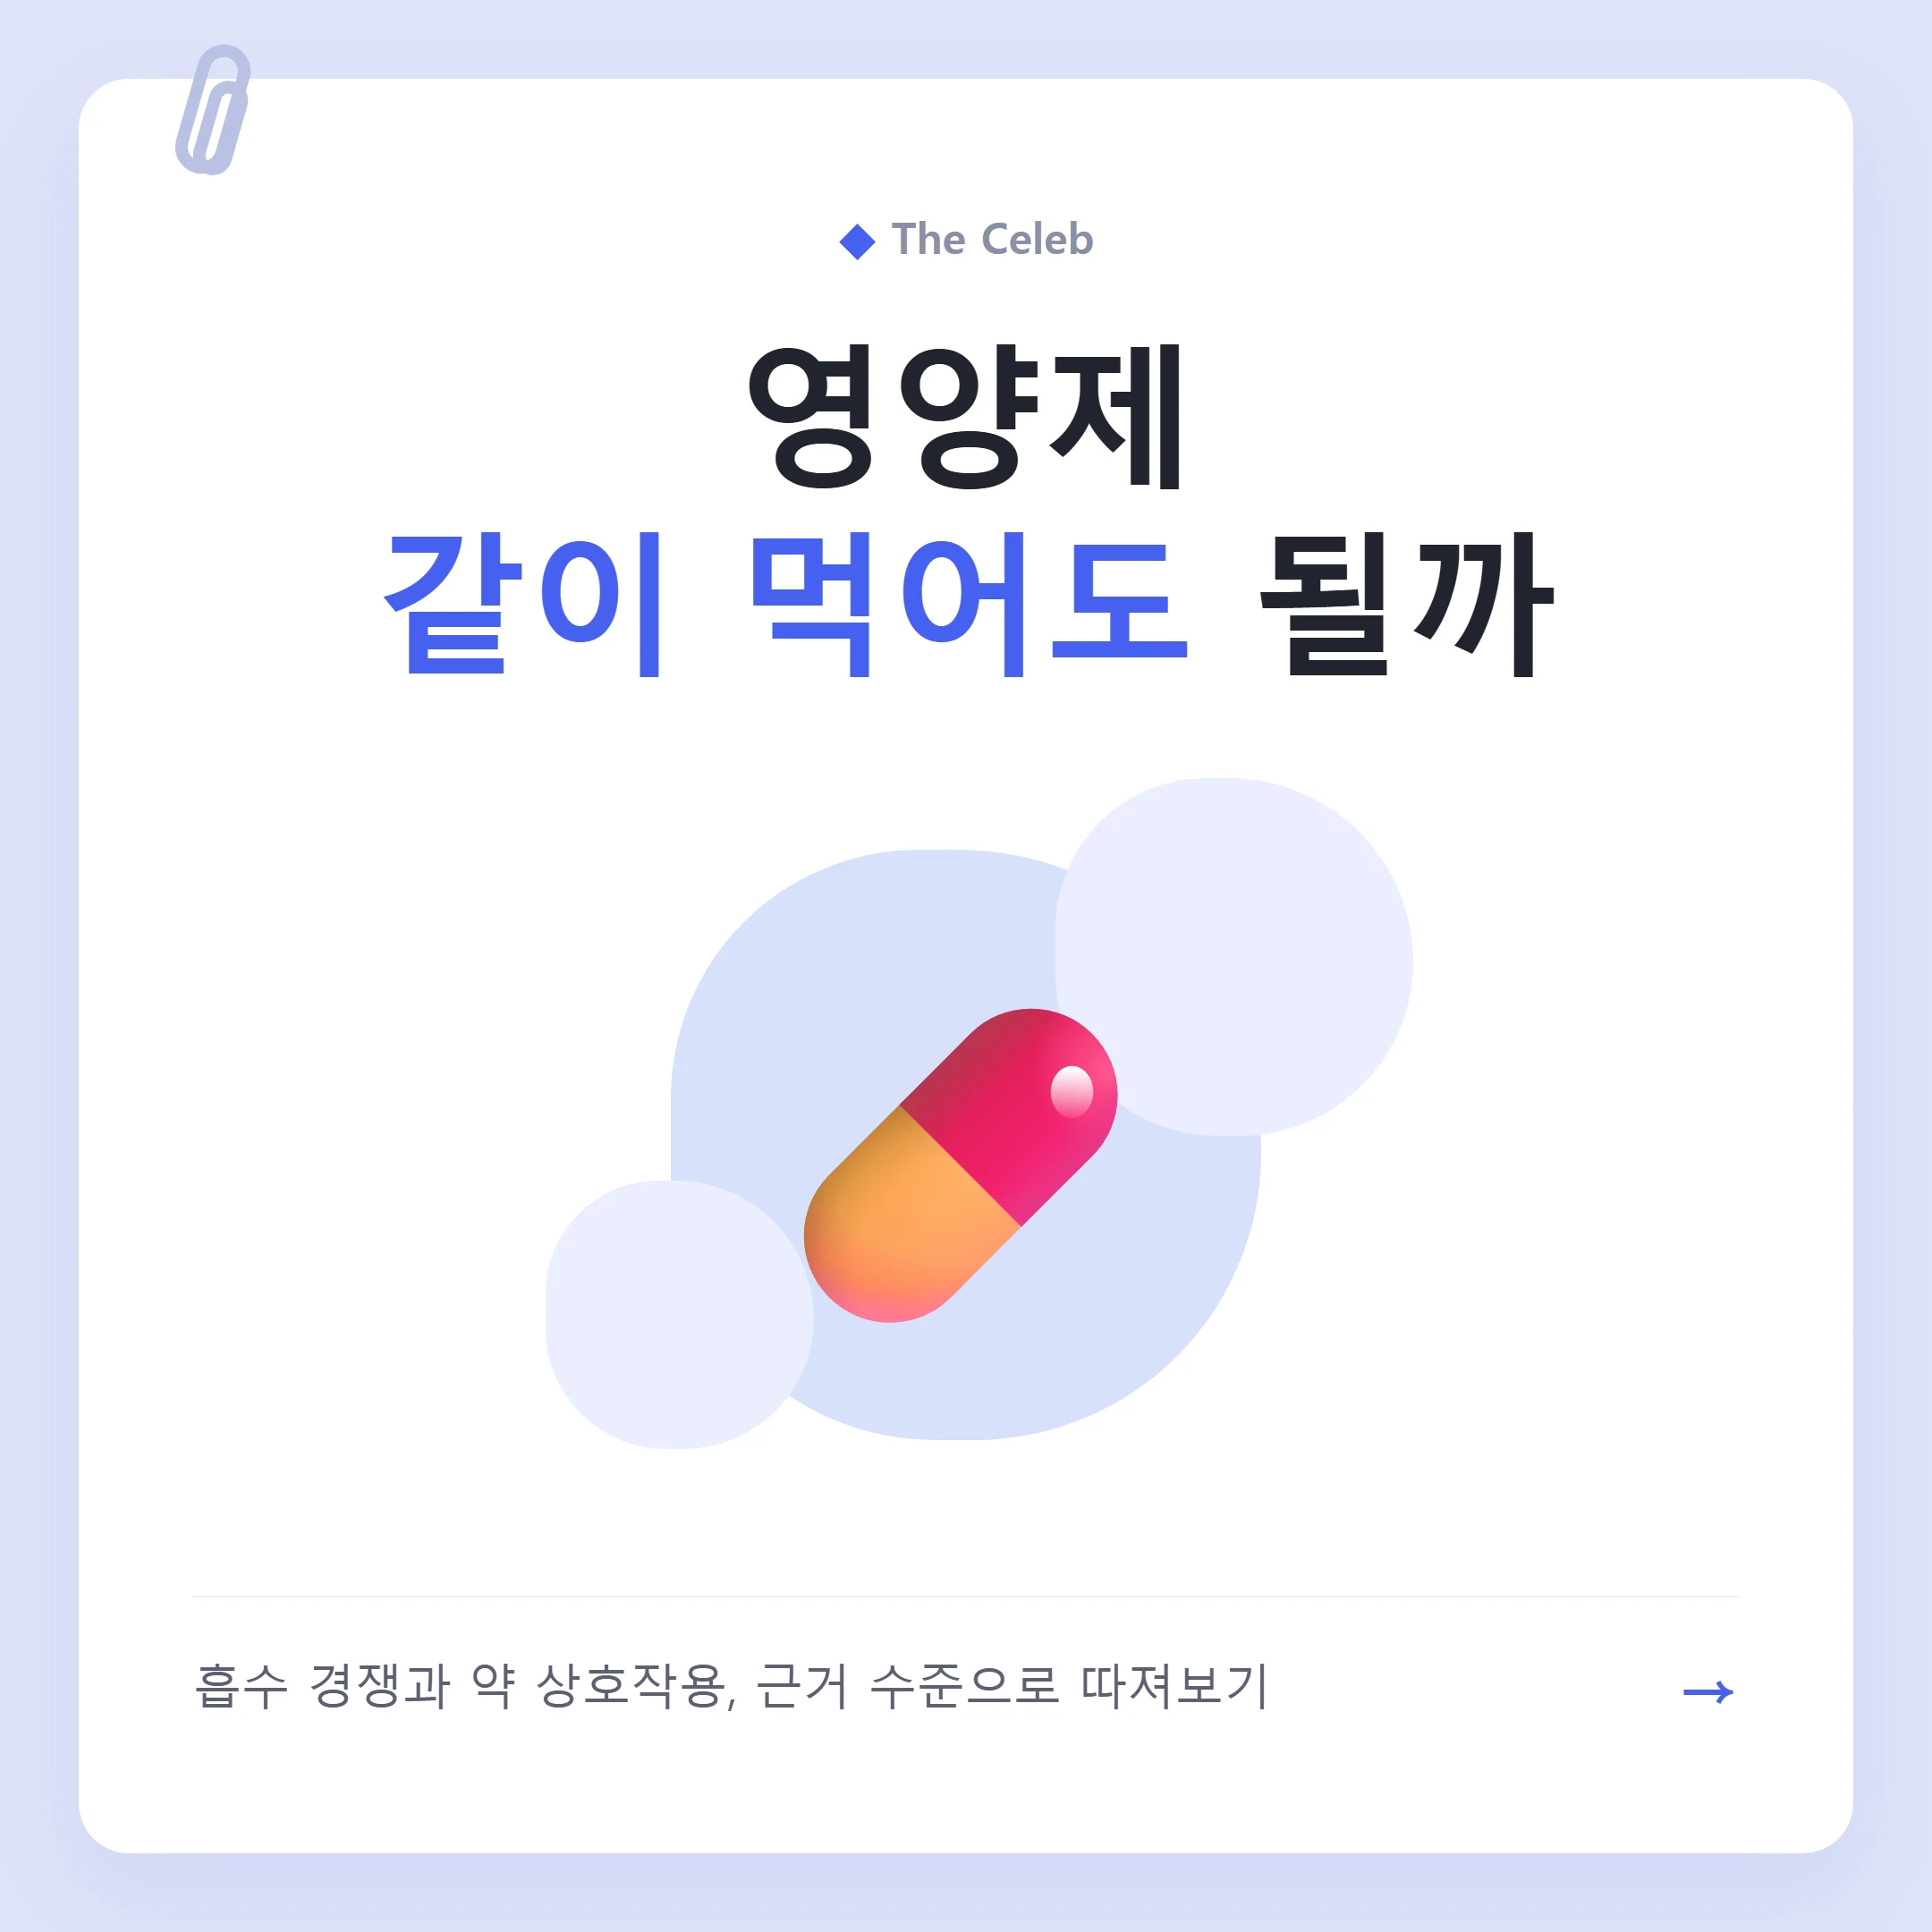 The Celeb
영양제
같이 먹어도 될까
흡수 경쟁과 약 상호작용, 근거 수준으로 따져보기